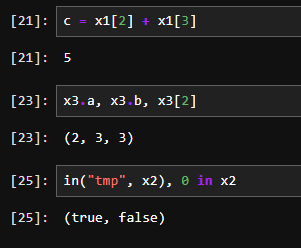 [21]: c = x1[2] + x1[3]
[21]: 5
[23]: x3.a, x3.b, x3[2]
[23]: (2, 3, 3)
[25]: in("tmp", x2), 0 in x2
[25]: (true, false)